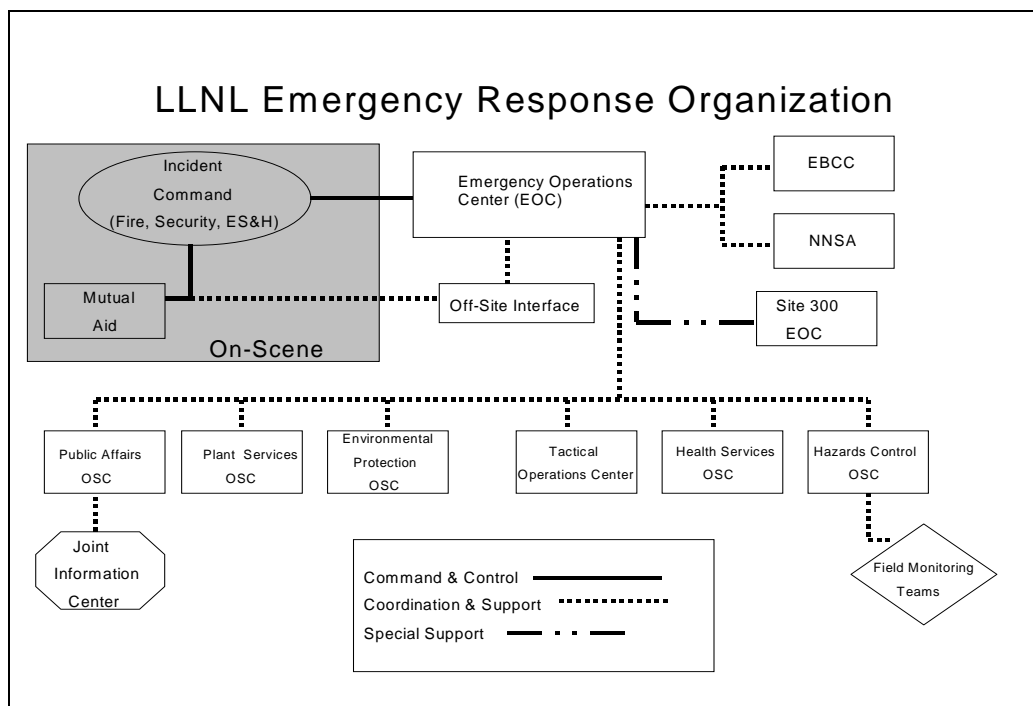 LLNL Emergency Response Organization
Incident
Command
(Fire, Security, ES&H)
Emergency Operations
Center (EOC)
EBCC
NNSA
Mutual
Aid
Off-Site Interface
Site 300
EOC
On-Scene
Public Affairs
OSC
Plant Services
OSC
Environmental
Protection
OSC
Tactical
Operations Center
Health Services
OSC
Hazards Control
OSC
Joint
Information
Center
Field Monitoring
Teams
Command & Control
Coordination & Support
Special Support